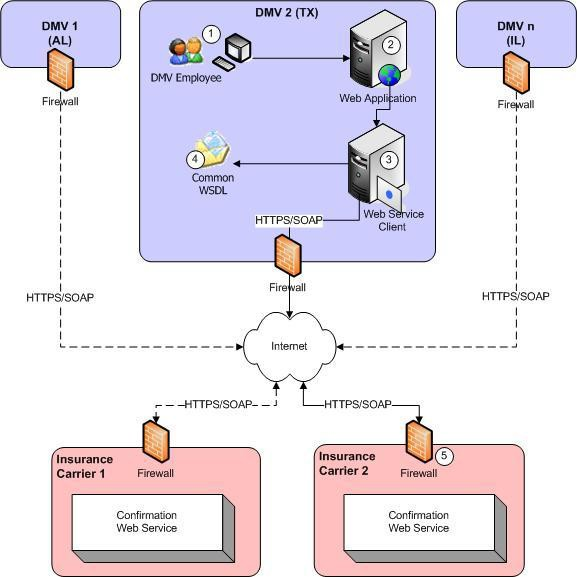 DMV 1
(AL)
Firewall
DMV 2 (TX)
1
DMV Employee
2
Web Application
4
Common
WSDL
3
Web Service
Client
HTTPS/SOAP
Firewall
DMV n
(IL)
Firewall
HTTPS/SOAP
HTTPS/SOAP
Internet
HTTPS/SOAP
HTTPS/SOAP
Insurance
Carrier 1
Firewall
Confirmation
Web Service
Insurance
Carrier 2
Firewall
5
Confirmation
Web Service